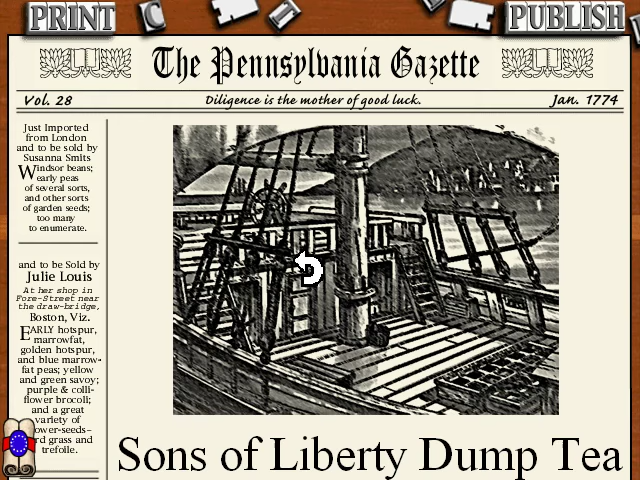 PRINT
PUBLISH
The Pennsylvania Gazette
Vol. 28
Diligence is the mother of good luck.
Jan. 1774
Just Imported
from London
and to be sold by
Susanna Smits
Windsor beans;
early peas
of several sorts,
and other sorts
of garden seeds;
too many
to enumerate.
and to be Sold by
Julie Louis
At her shop in
Fore-Street near
the draw-bridge,
Boston, Viz.
EARLY hotspur,
marrowfat,
golden hotspur,
and blue marrow-
fat peas; yellow
and green savoy;
purple & colli-
flower brocoli;
and a great
variety of
ower-seeds-
rd grass and
trefoile.
Sons of Liberty Dump Tea